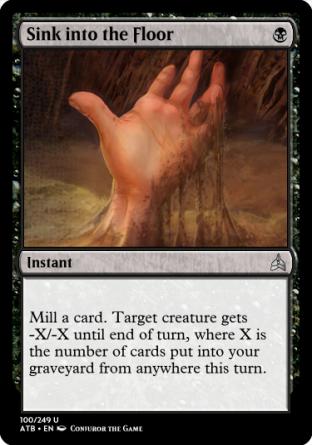 Sink into the Floor
Instant
Mill a card. Target creature gets
-X/-X until end of turn, where X is
the number of cards put into your
graveyard from anywhere this turn.
100/249 U
ATB • EN Conjuror the Game